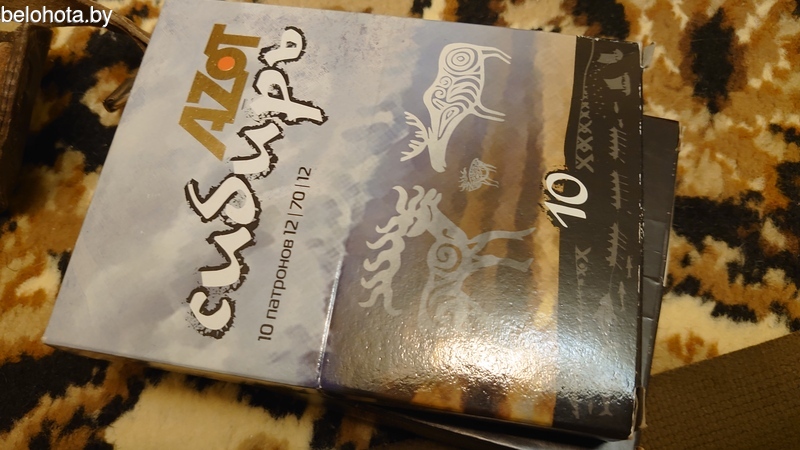 belohota.by
AZOT
сибирь
10 патронов 12|70|12
10